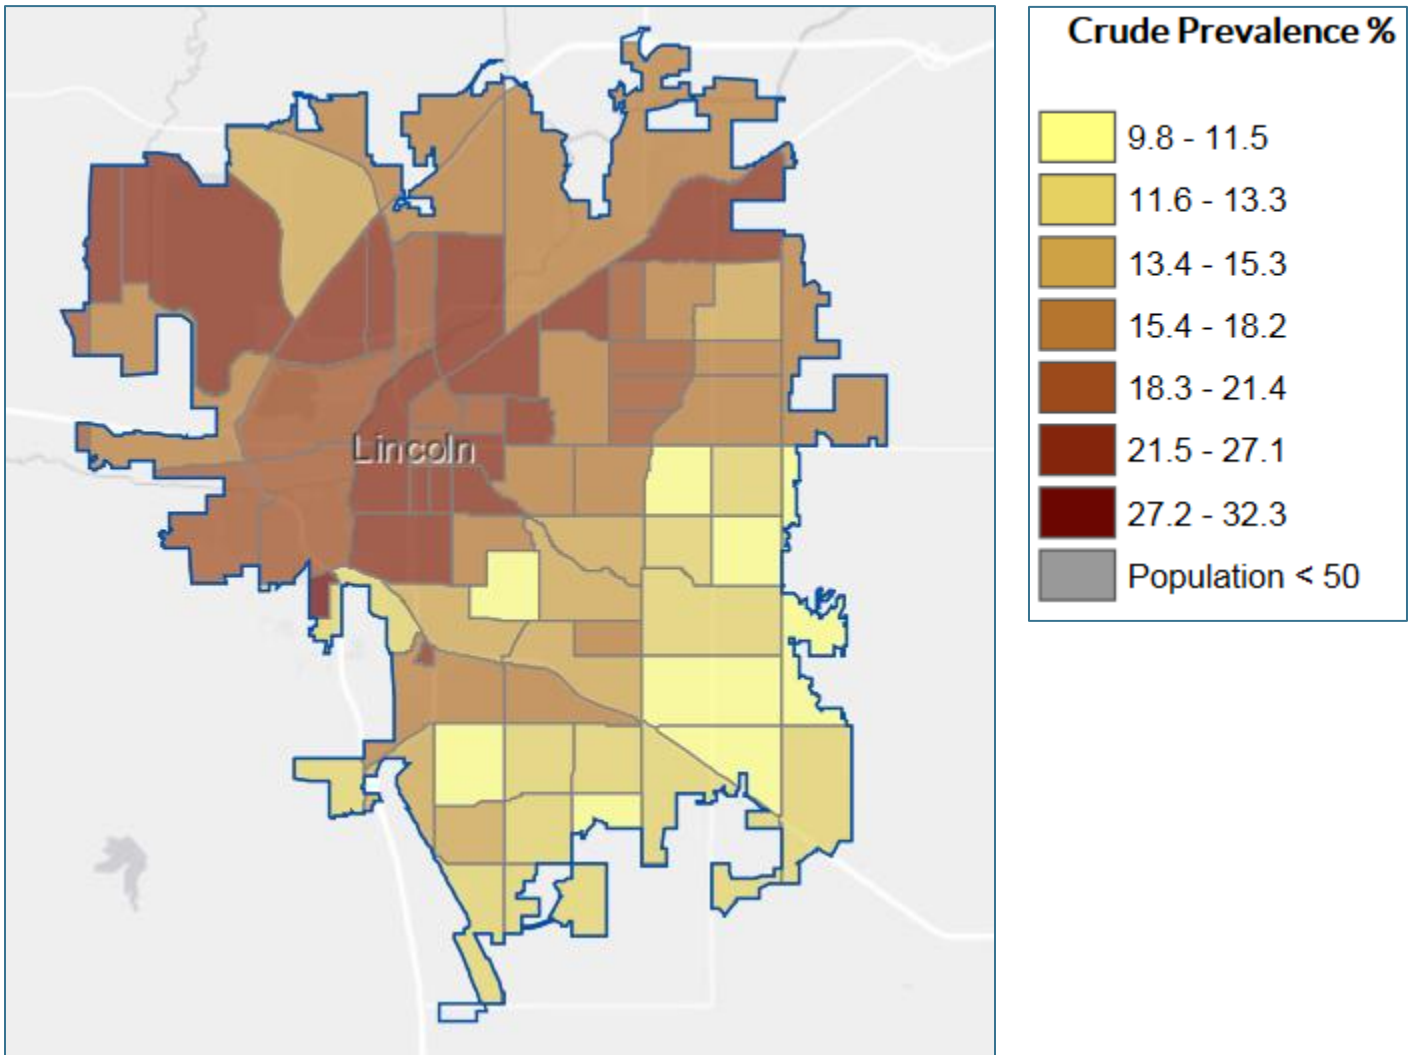 Crude Prevalence %
9.8 - 11.5
11.6 - 13.3
13.4 - 15.3
15.4 - 18.2
18.3 - 21.4
21.5 - 27.1
27.2 - 32.3
Population < 50
Lincoln